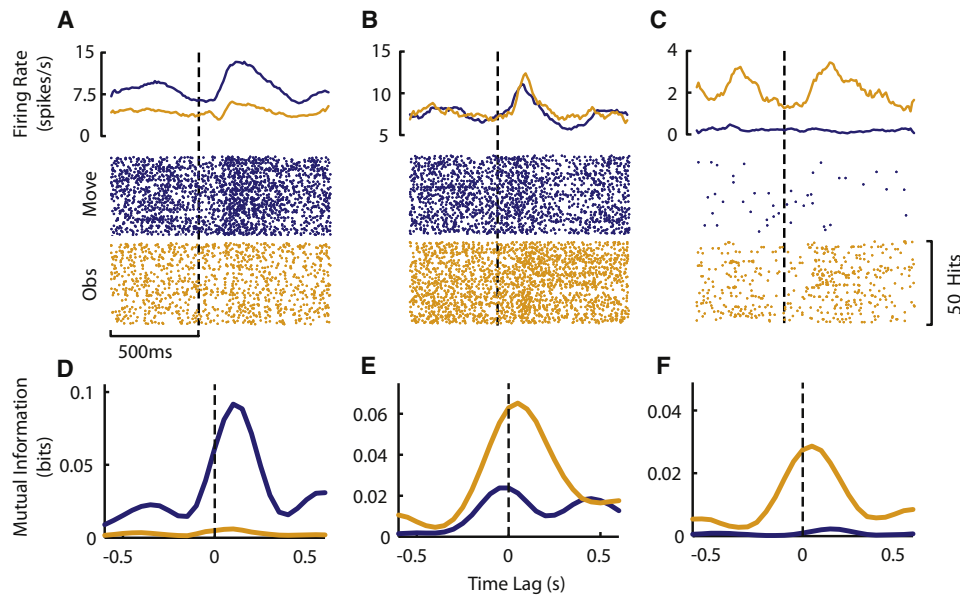 A
B
C
Firing Rate
(spikes/s)
15
7.5
0
15
10
5
4
2
0
Move
Obs
50 Hits
500ms
D
E
F
Mutual Information
(bits)
0.1
0.05
0
-0.5
0
0.5
0.06
0.04
0.02
0
-0.5
0
0.5
0.04
0.02
0
-0.5
0
0.5
Time Lag (s)